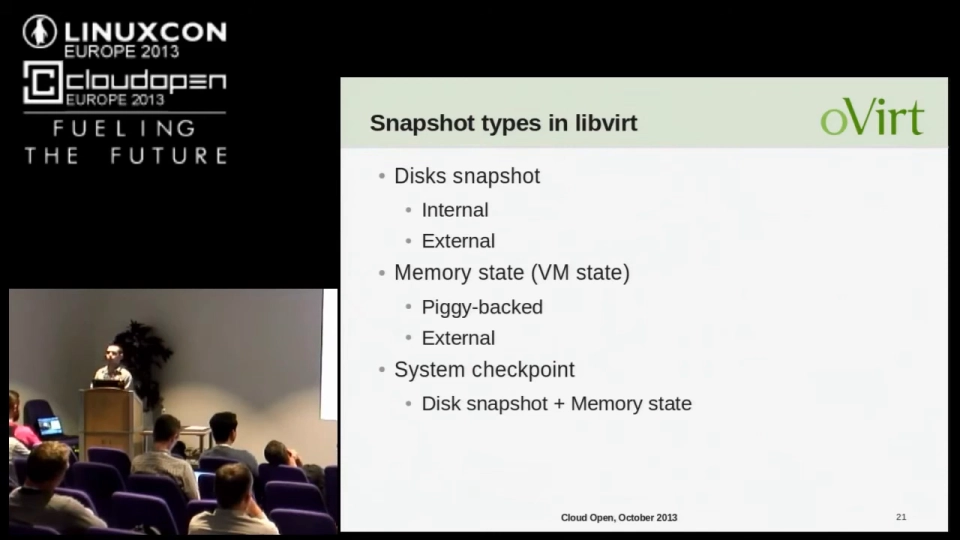 LINUXCON
EUROPE 2013
cloudopen
EUROPE 2013
FUELING
THE FUTURE
Snapshot types in libvirt
oVirt
• Disks snapshot
• Internal
• External
• Memory state (VM state)
• Piggy-backed
• External
• System checkpoint
• Disk snapshot + Memory state
Cloud Open, October 2013
21